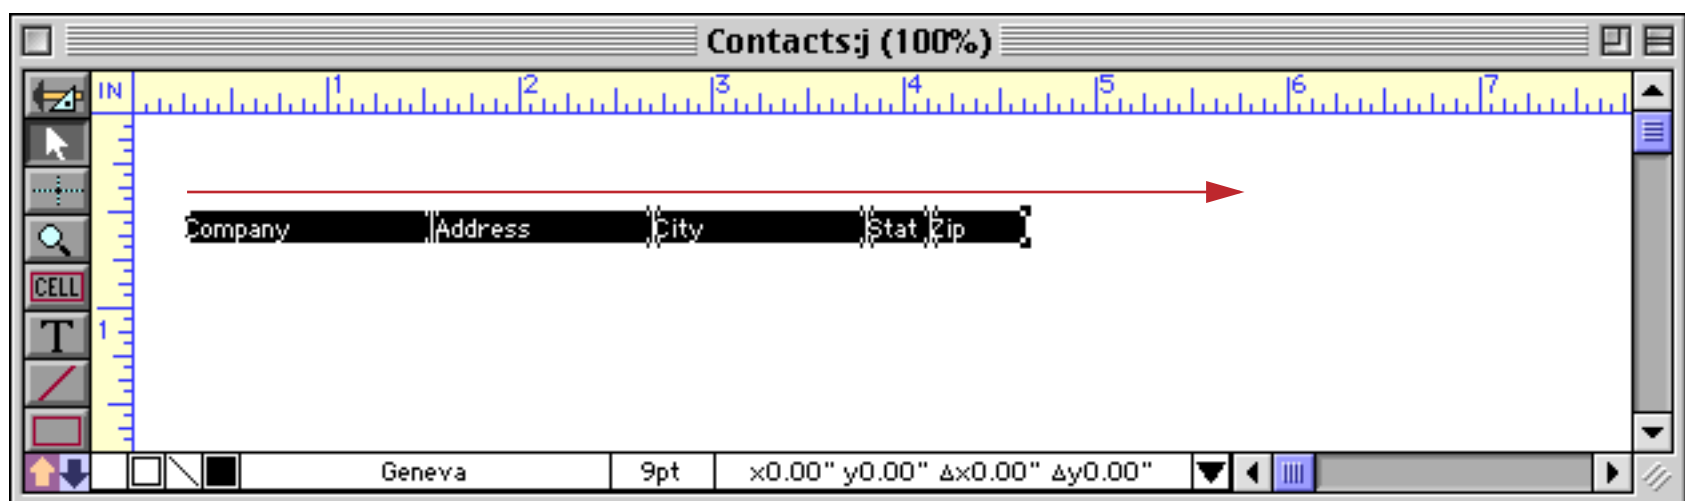 Contacts:j (100%)
IN 1 2 3 4 5 6 7
Company Address City Stat Zip
CELL
T 1
Geneva 9pt x0.00" y0.00" Δx0.00" Δy0.00"